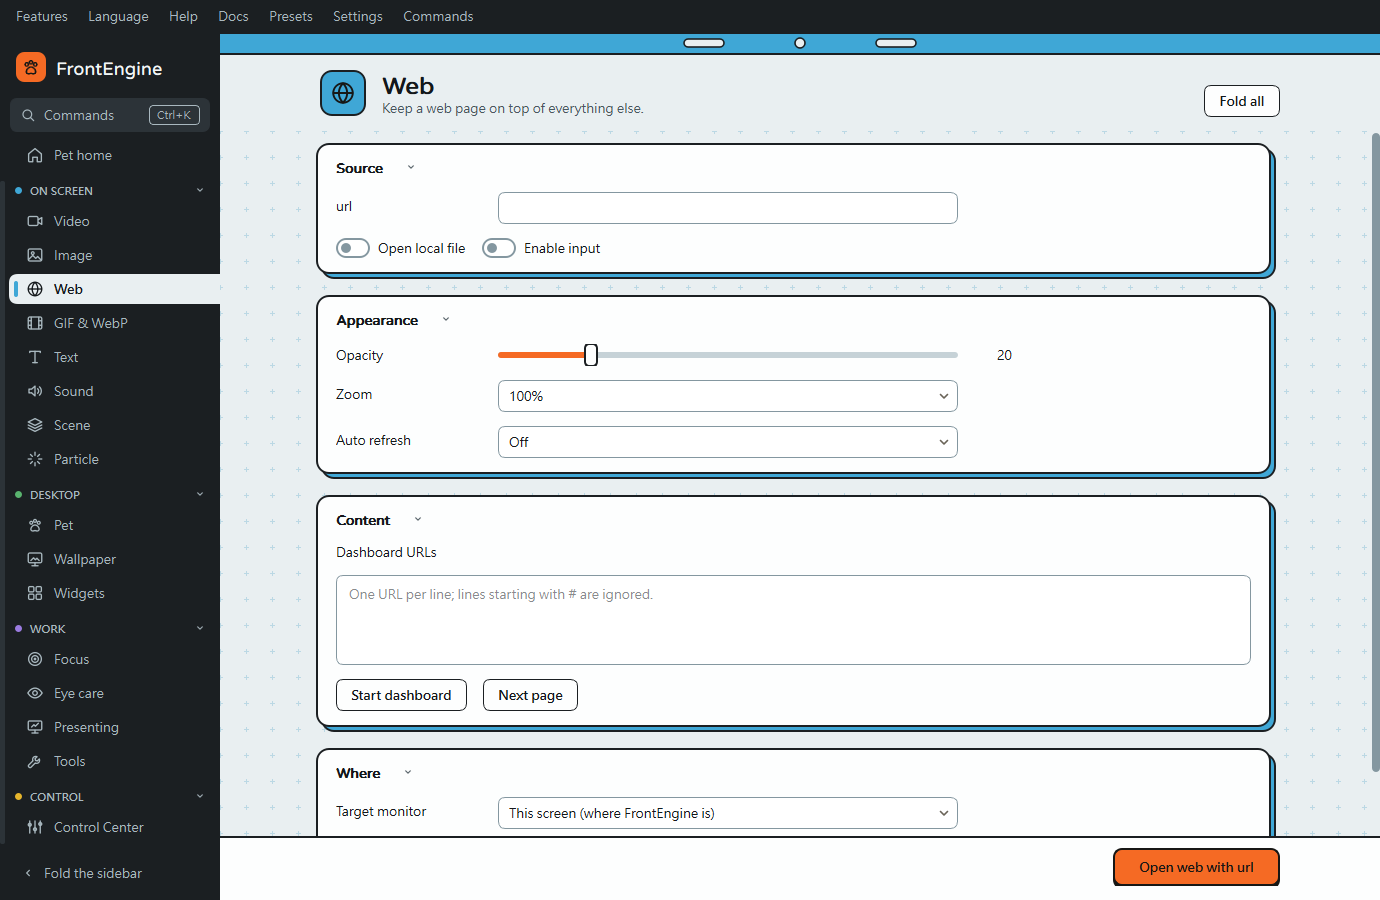 Features Language Help Docs Presets Settings Commands
FrontEngine
Commands Ctrl+K
Pet home
ON SCREEN
Video
Image
Web
GIF & WebP
Text
Sound
Scene
Particle
DESKTOP
Pet
Wallpaper
Widgets
WORK
Focus
Eye care
Presenting
Tools
CONTROL
Control Center
Fold the sidebar
Web
Keep a web page on top of everything else.
Fold all
Source
url
Open local file Enable input
Appearance
Opacity 20
Zoom 100%
Auto refresh Off
Content
Dashboard URLs
One URL per line; lines starting with # are ignored.
Start dashboard Next page
Where
Target monitor This screen (where FrontEngine is)
Open web with url